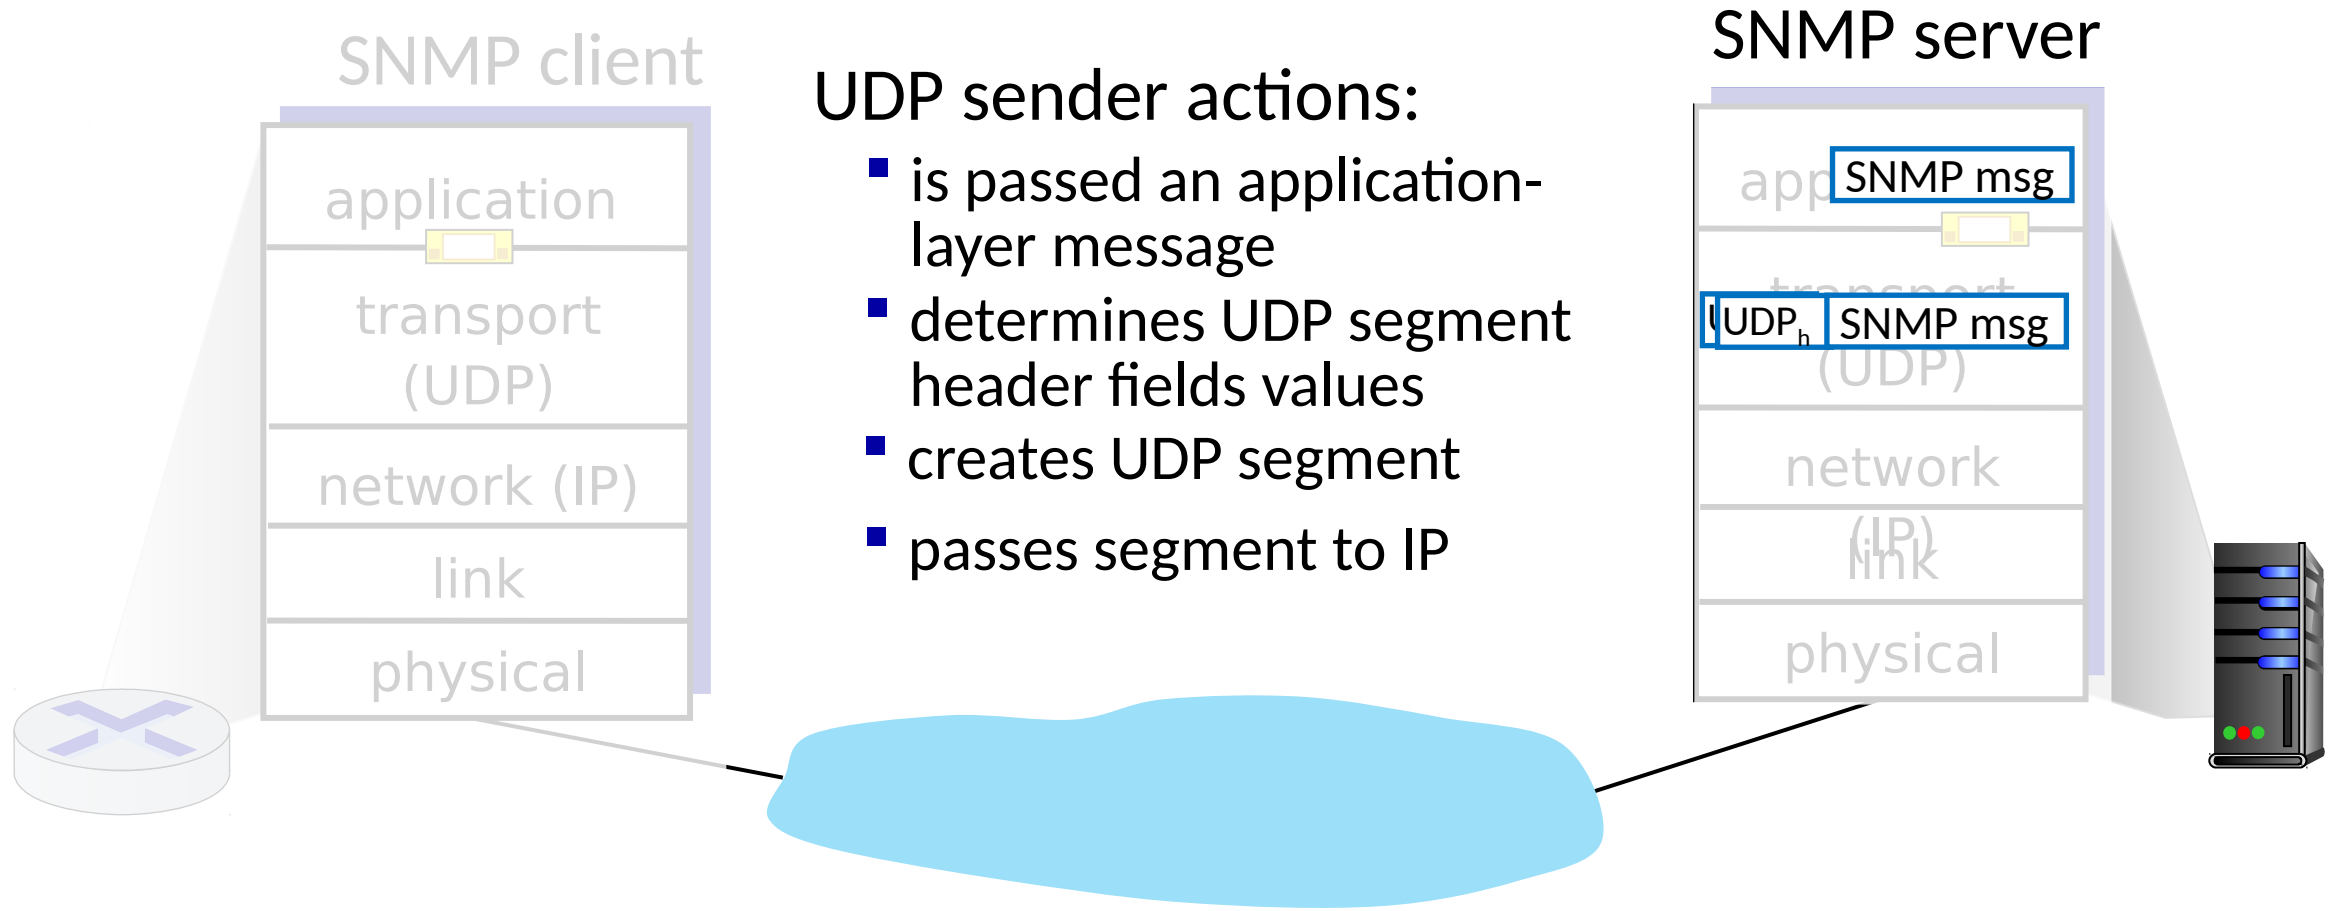 SNMP client
application
transport
(UDP)
network (IP)
link
physical
UDP sender actions:
is passed an application-
layer message
determines UDP segment
header fields values
creates UDP segment
passes segment to IP
SNMP server
app
SNMP msg
transport
UDPh SNMP msg
(UDP)
network
(IP)
link
physical